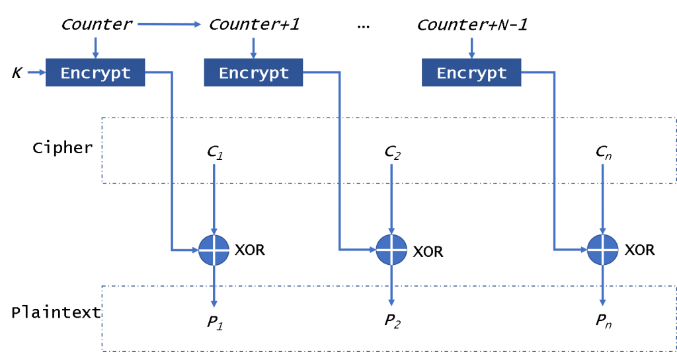 Counter Counter+1 … Counter+N-1
K Encrypt Encrypt Encrypt
Cipher C1 C2 Cn
XOR XOR XOR
Plaintext P1 P2 Pn